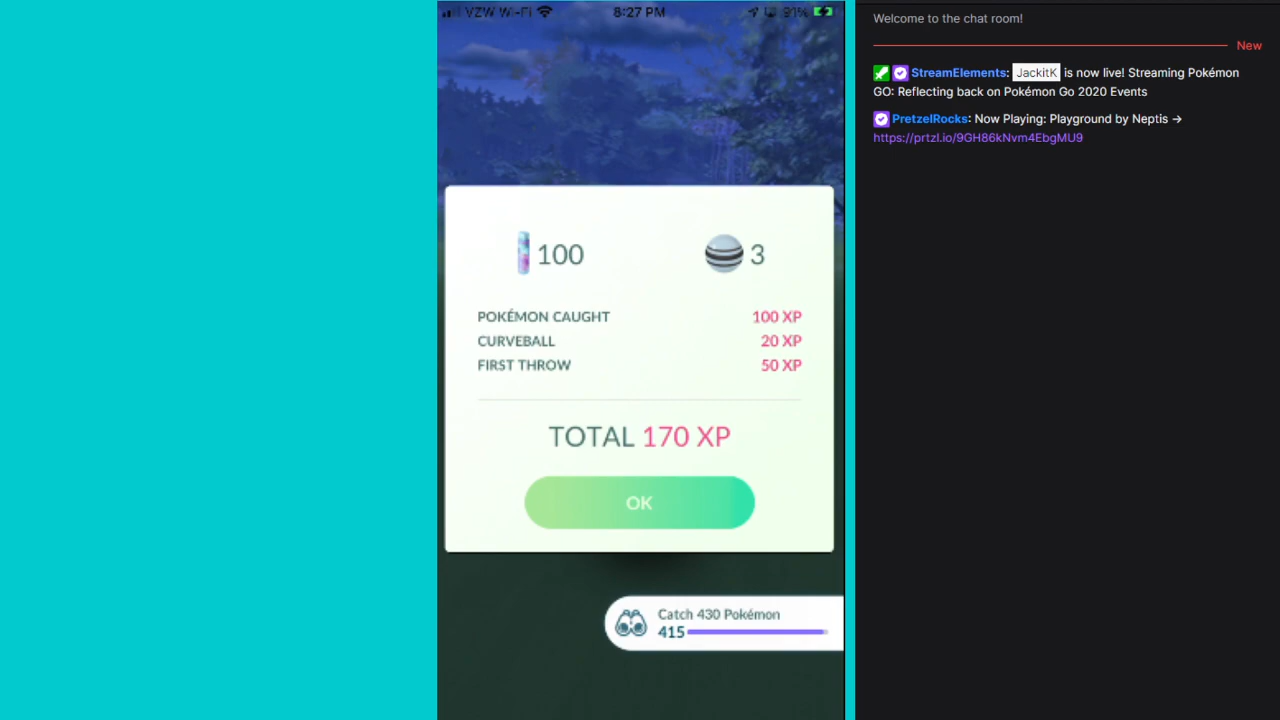 VZW Wi-Fi
8:27 PM
91%
100
3
POKÉMON CAUGHT 100 XP
CURVEBALL 20 XP
FIRST THROW 50 XP
TOTAL 170 XP
OK
Catch 430 Pokémon
415
Welcome to the chat room!
New
StreamElements: JackitK is now live! Streaming Pokémon
GO: Reflecting back on Pokémon Go 2020 Events
PretzelRocks: Now Playing: Playground by Neptis →
https://prtzl.io/9GH86kNvm4EbgMU9